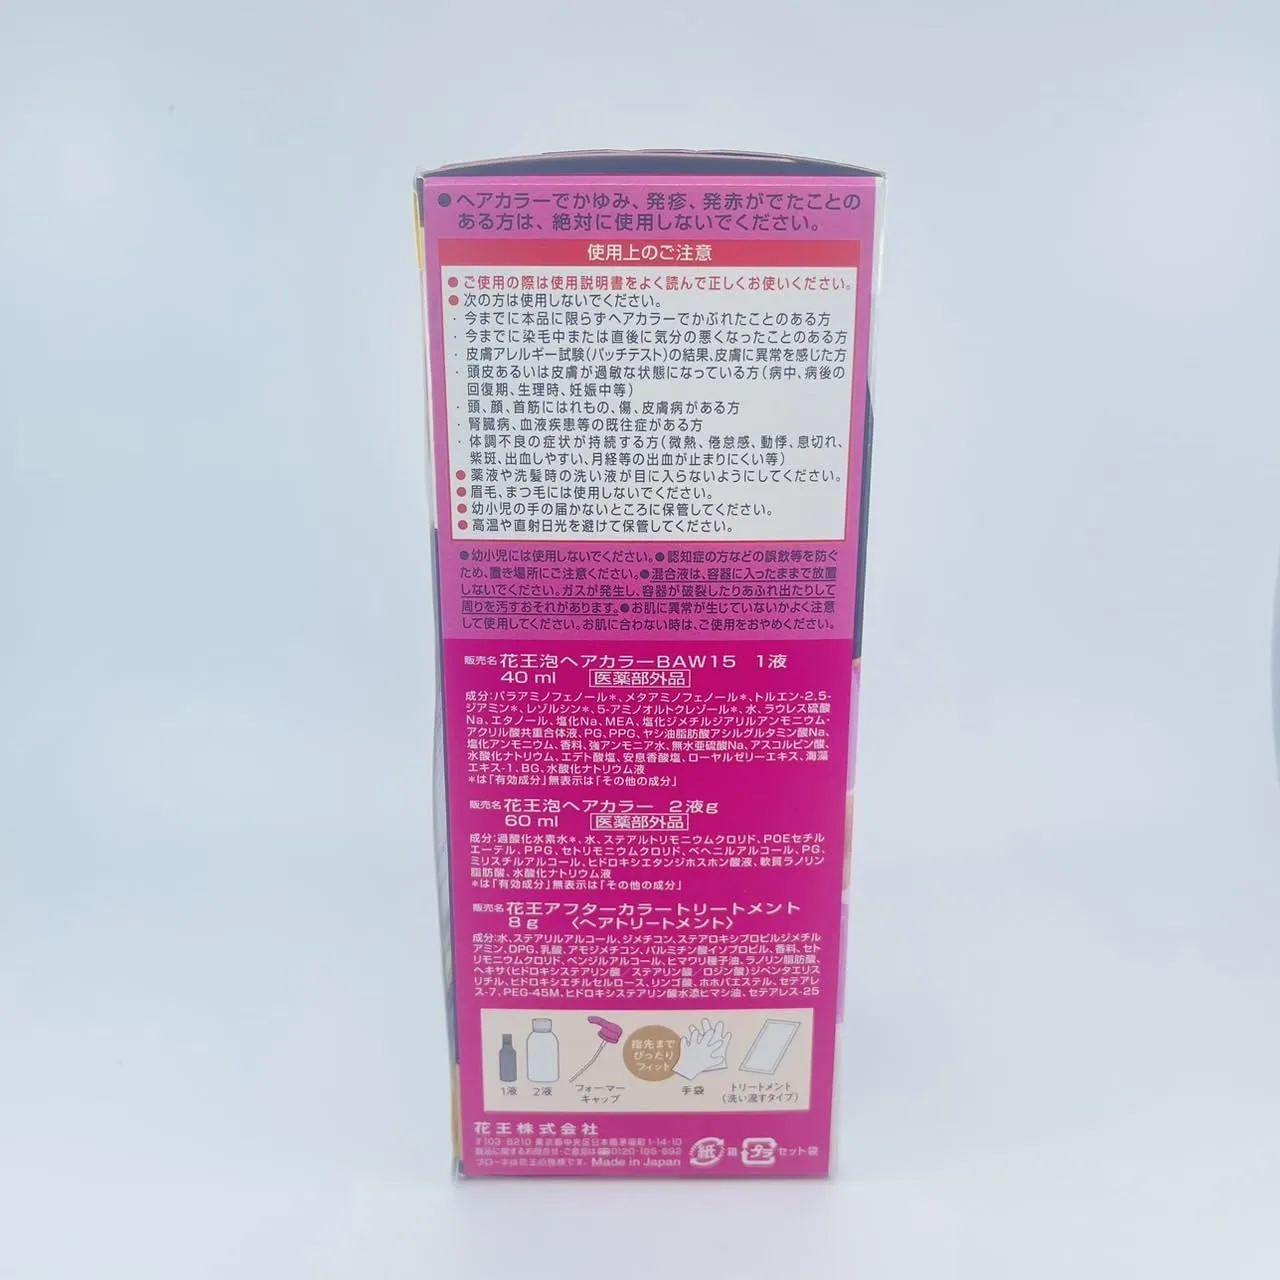 ●ヘアカラーでかゆみ、発疹、発赤がでたことの
ある方は、絶対に使用しないでください。
使用上のご注意
●ご使用の際は使用説明書をよく読んで正しくお使いください。
●次の方は使用しないでください。
・今までに本品に限らずヘアカラーでかぶれたことのある方
・今までに染毛中または直後に気分の悪くなったことのある方
・皮膚アレルギー試験(パッチテスト)の結果、皮膚に異常を感じた方
・頭皮あるいは皮膚が過敏な状態になっている方(病中、病後の
回復期、生理時、妊娠中等)
・頭、顔、首筋にはれもの、傷、皮膚病がある方
・腎臓病、血液疾患等の既往症がある方
・体調不良の症状が持続する方(微熱、倦怠感、動悸、息切れ、
紫斑、出血しやすい、月経等の出血が止まりにくい等)
●薬液や洗髪時の洗い液が目に入らないようにしてください。
●眉毛、まつ毛には使用しないでください。
●幼小児の手の届かないところに保管してください。
●高温や直射日光を避けて保管してください。
●幼小児には使用しないでください。●認知症の方などの誤飲等を防ぐ
ため、置き場所にご注意ください。●混合液は、容器に入ったままで放置
しないでください。ガスが発生し、容器が破裂したりあふれ出たりして
周りを汚すおそれがあります。●お肌に異常が生じていないかよく注意
して使用してください。お肌に合わない時は、ご使用をおやめください。
販売名 花王泡ヘアカラーBAW15 1液
40 ml 医薬部外品
成分:パラアミノフェノール*、メタアミノフェノール*、トルエン-2,5-
ジアミン*、レゾルシン*、5-アミノオルトクレゾール*、水、ラウレス硫酸
Na、エタノール、塩化Na、MEA、塩化ジメチルジアリルアンモニウム・
アクリル酸共重合体液、PG、PPG、ヤシ油脂肪酸アシルグルタミン酸Na、
塩化アンモニウム、香料、強アンモニア水、無水亜硫酸Na、アスコルビン酸、
水酸化ナトリウム、エデト酸塩、安息香酸塩、ローヤルゼリーエキス、海藻
エキス-1、BG、水酸化ナトリウム液
*は「有効成分」無表示は「その他の成分」
販売名 花王泡ヘアカラー 2液g
60 ml 医薬部外品
成分:過酸化水素水*、水、ステアルトリモニウムクロリド、POEセチル
エーテル、PPG、セトリモニウムクロリド、ベヘニルアルコール、PG、
ミリスチルアルコール、ヒドロキシエタンジホスホン酸液、軟質ラノリン
脂肪酸、水酸化ナトリウム液
*は「有効成分」無表示は「その他の成分」
販売名 花王アフターカラートリートメント
8g 〈ヘアトリートメント〉
成分:水、ステアリルアルコール、ジメチコン、ステアロキシプロピルジメチル
アミン、DPG、乳酸、アモジメチコン、パルミチン酸イソプロピル、香料、セト
リモニウムクロリド、ベンジルアルコール、ヒマワリ種子油、ラノリン脂肪酸、
ヘキサ(ヒドロキシステアリン酸/ステアリン酸/ロジン酸)ジペンタエリス
リチル、ヒドロキシエチルセルロース、リンゴ酸、ホホバエステル、セテアレ
ス-7、PEG-45M、ヒドロキシステアリン酸水添ヒマシ油、セテアレス-25
1液
2液
フォーマー
キャップ
指先まで
ぴったり
フィット
手袋
トリートメント
(洗い流すタイプ)
花王株式会社
〒103-8210 東京都中央区日本橋茅場町1-14-10
製品に関するお問合せ・ご意見は 0120-165-692
ブローネは花王の商標です。 Made in Japan
紙 箱 プラ セット袋